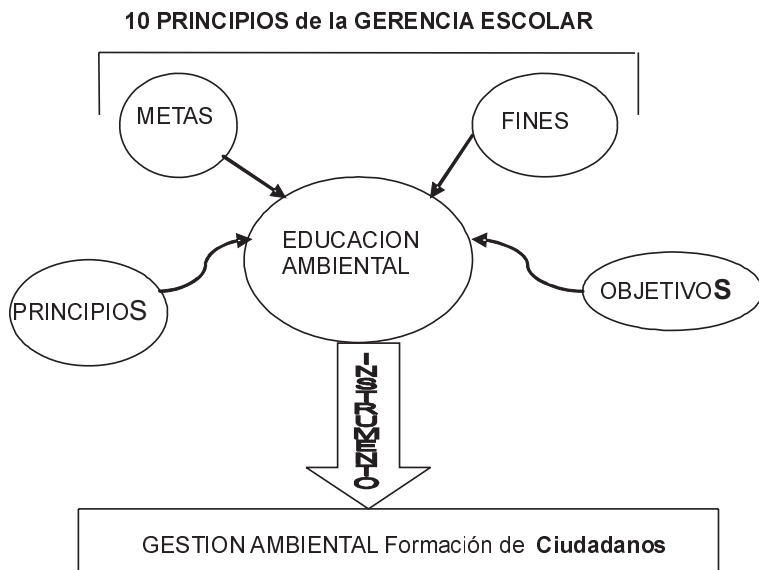 10 PRINCIPIOS de la GERENCIA ESCOLAR
METAS
FINES
EDUCACION
AMBIENTAL
PRINCIPIOS
OBJETIVOS
INSTRUMENTO
GESTION AMBIENTAL Formación de Ciudadanos